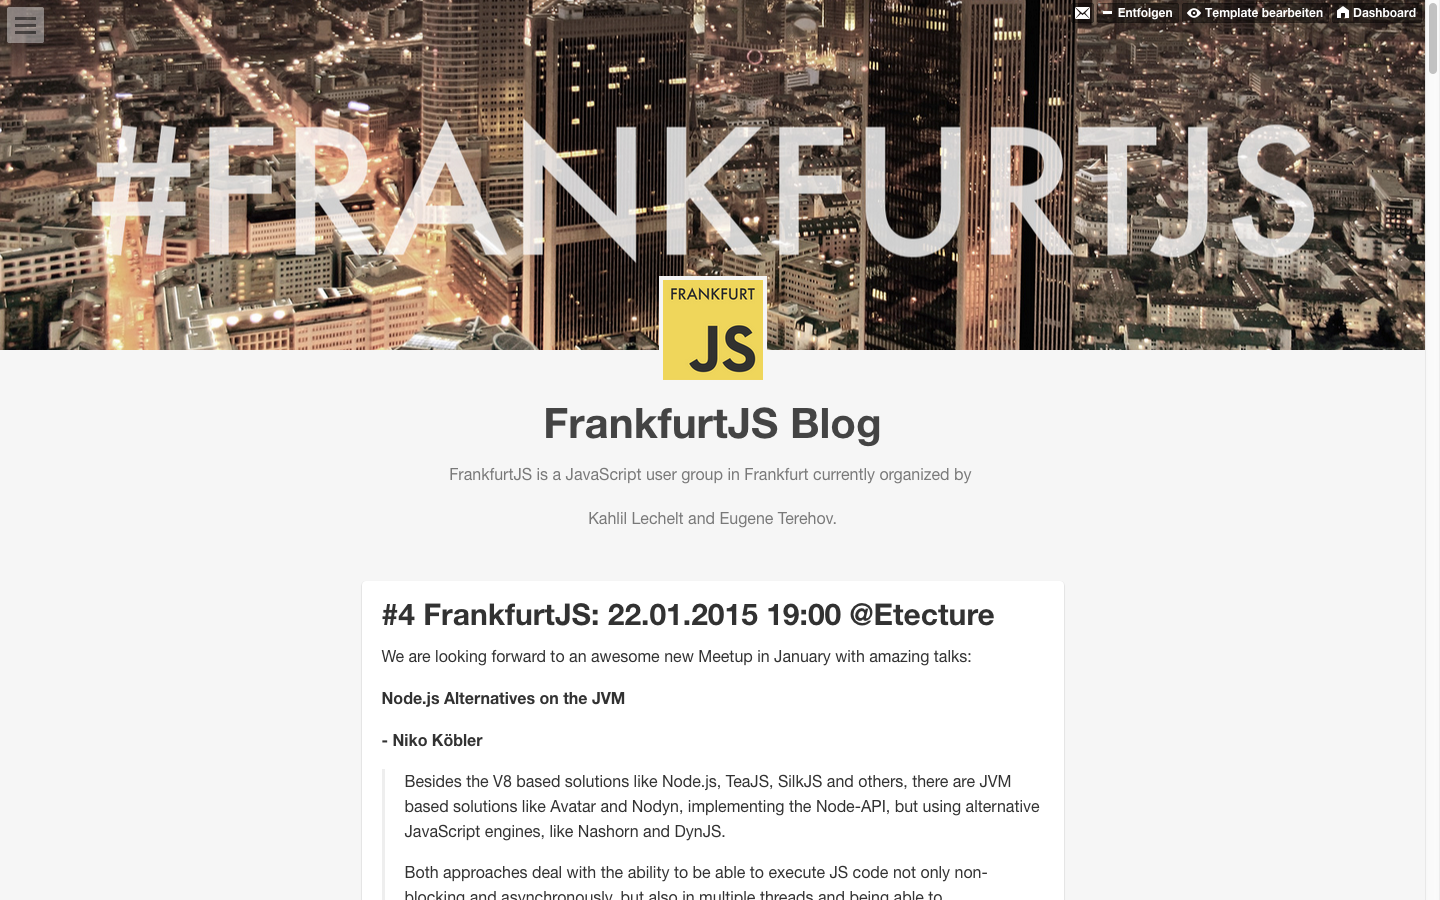 Entfolgen Template bearbeiten Dashboard
#FRANKFURTJS
FRANKFURT
JS
FrankfurtJS Blog
FrankfurtJS is a JavaScript user group in Frankfurt currently organized by
Kahlil Lechelt and Eugene Terehov.
#4 FrankfurtJS: 22.01.2015 19:00 @Etecture
We are looking forward to an awesome new Meetup in January with amazing talks:
Node.js Alternatives on the JVM
- Niko Köbler
Besides the V8 based solutions like Node.js, TeaJS, SilkJS and others, there are JVM
based solutions like Avatar and Nodyn, implementing the Node-API, but using alternative
JavaScript engines, like Nashorn and DynJS.
Both approaches deal with the ability to be able to execute JS code not only non-
blocking and asynchronously, but also in multiple threads and being able to